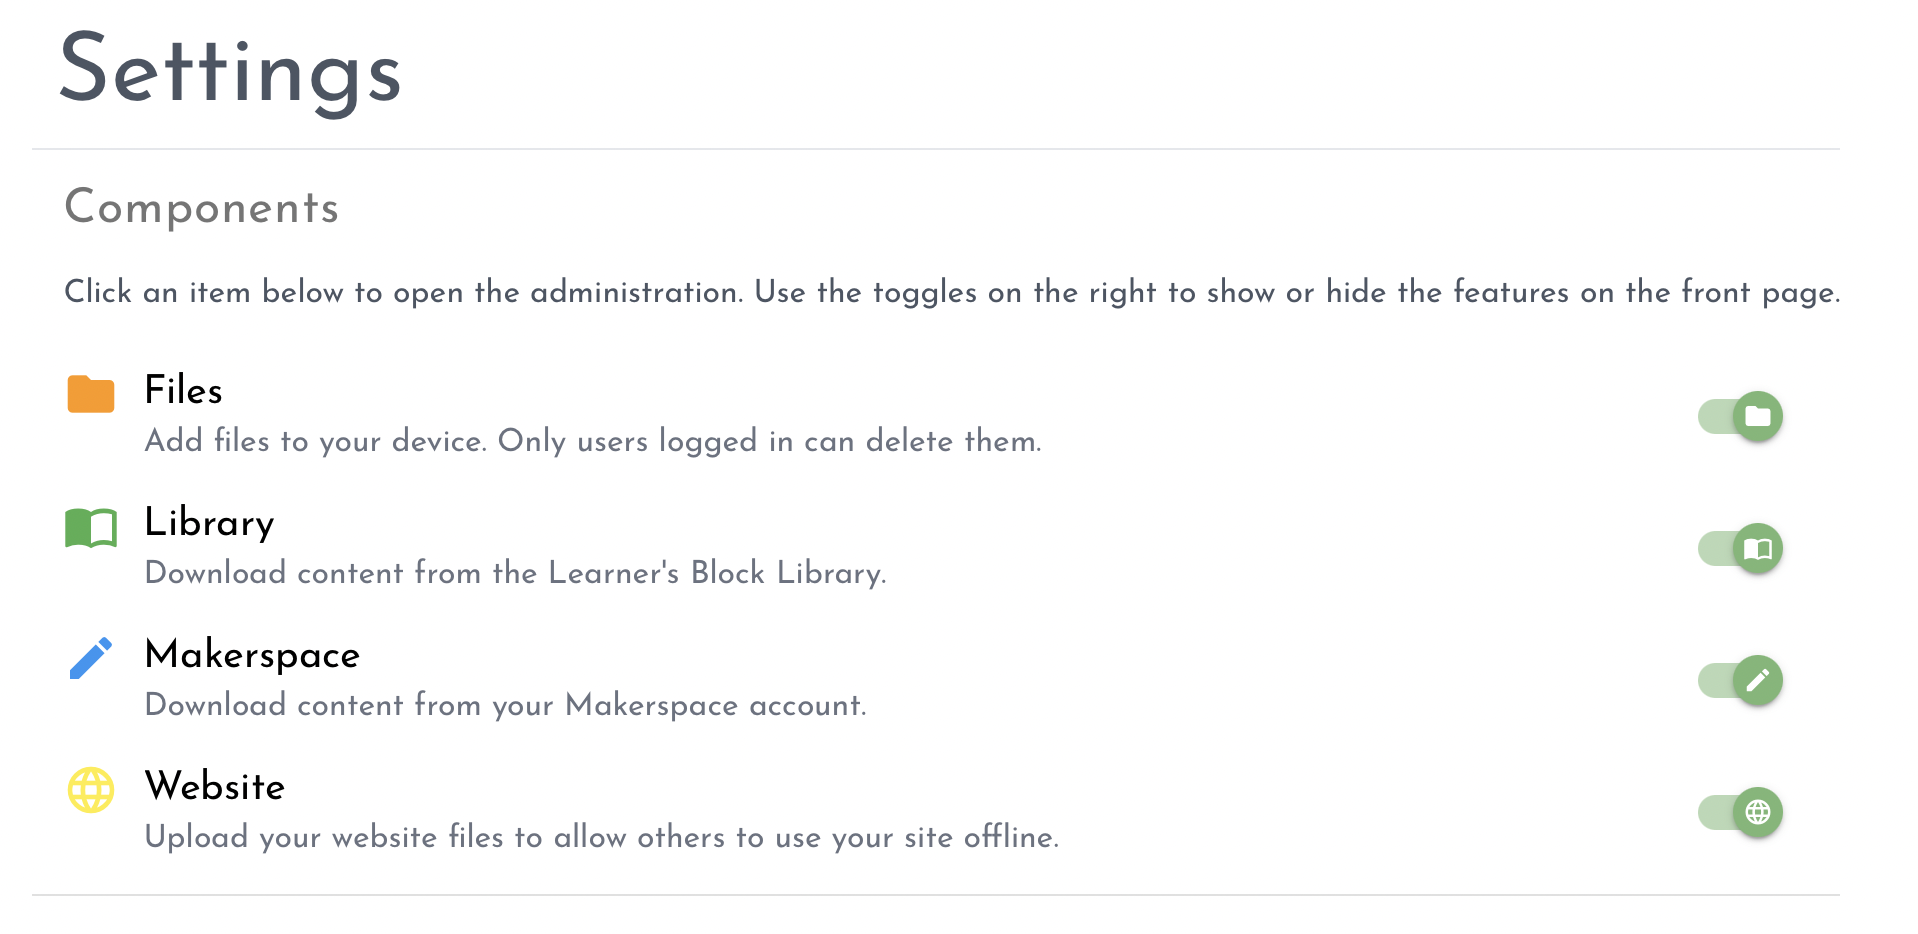 Settings
Components
Click an item below to open the administration. Use the toggles on the right to show or hide the features on the front page.
Files
Add files to your device. Only users logged in can delete them.
Library
Download content from the Learner's Block Library.
Makerspace
Download content from your Makerspace account.
Website
Upload your website files to allow others to use your site offline.